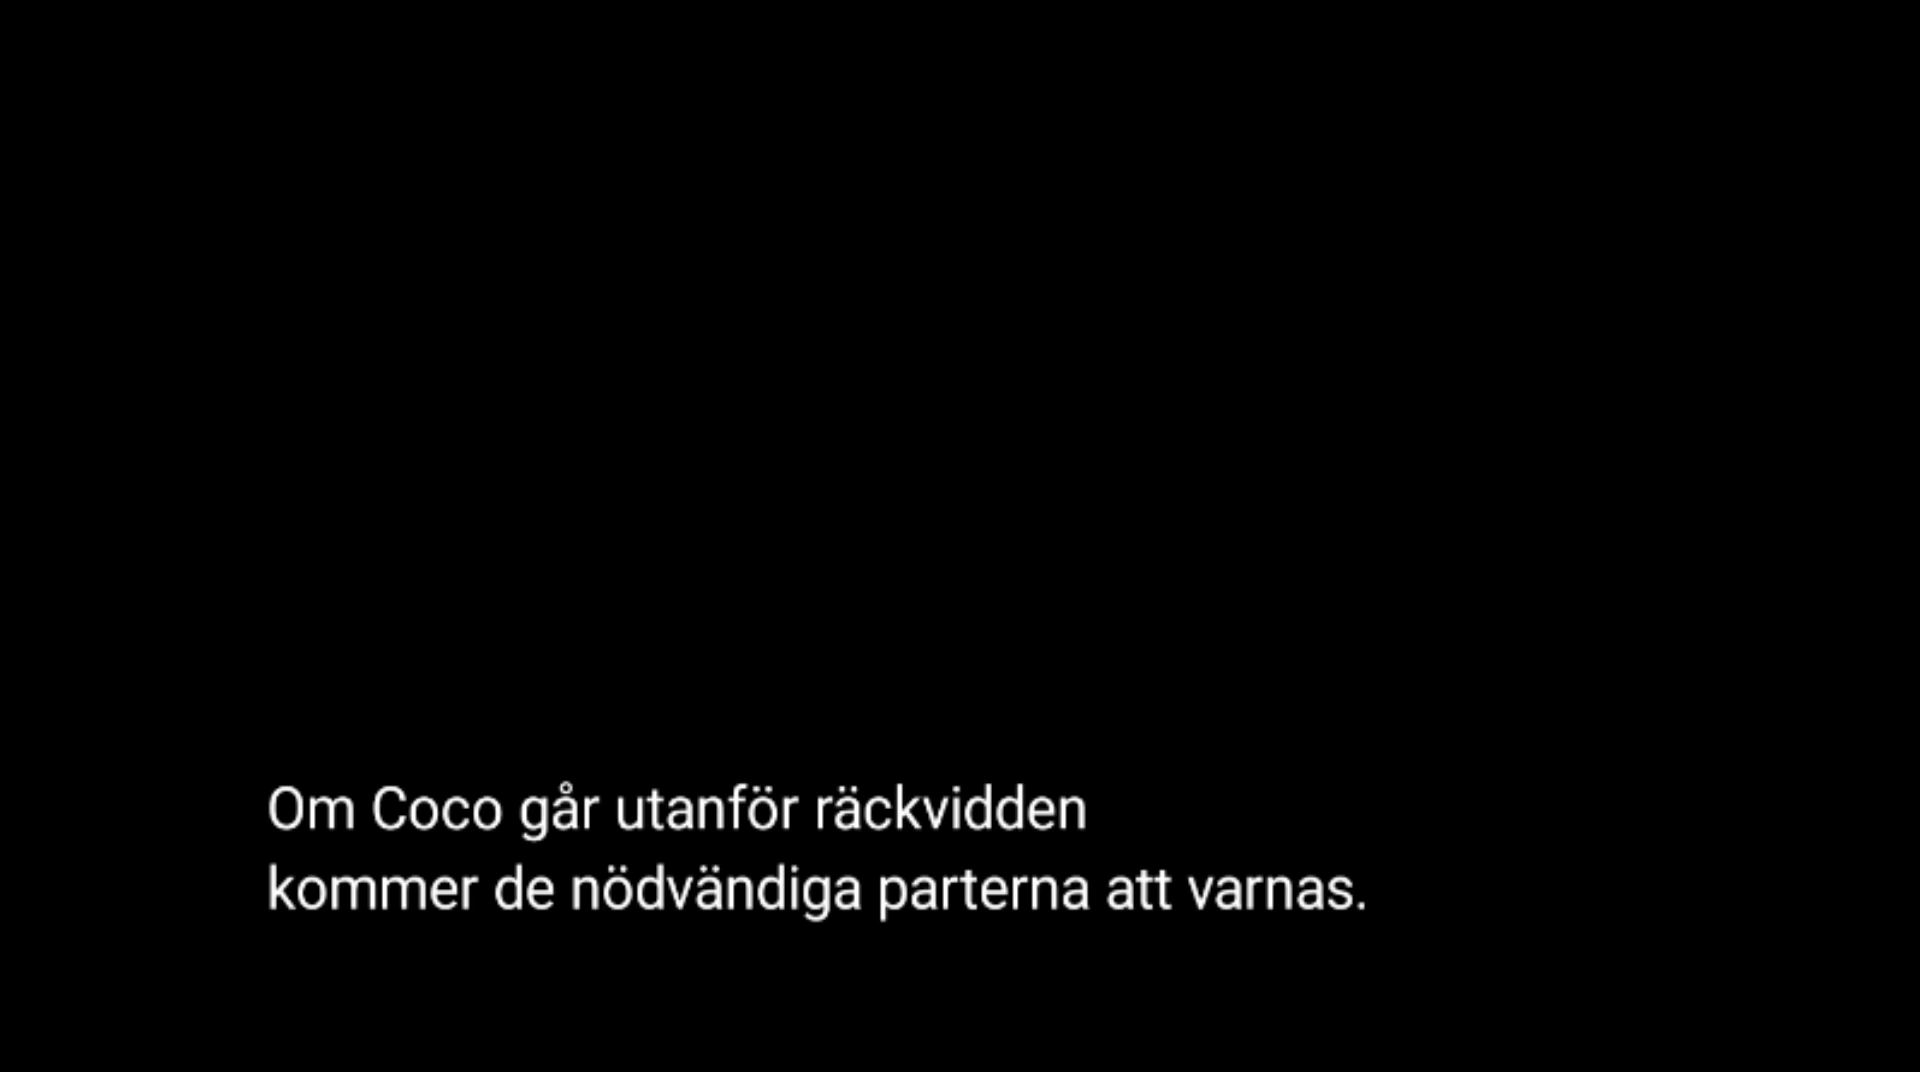 Om Coco går utanför räckvidden
kommer de nödvändiga parterna att varnas.